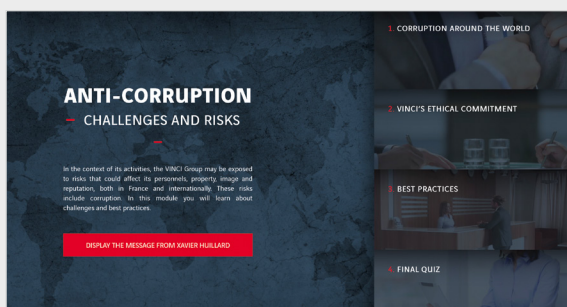 ANTI-CORRUPTION
– CHALLENGES AND RISKS
–
In the context of its activities, the VINCI Group may be exposed
to risks that could affect its personnels, property, image and
reputation, both in France and internationally. These risks
include corruption. In this module you will learn about
challenges and best practices.
DISPLAY THE MESSAGE FROM XAVIER HUILLARD
1. CORRUPTION AROUND THE WORLD
2. VINCI'S ETHICAL COMMITMENT
3. BEST PRACTICES
4. FINAL QUIZ